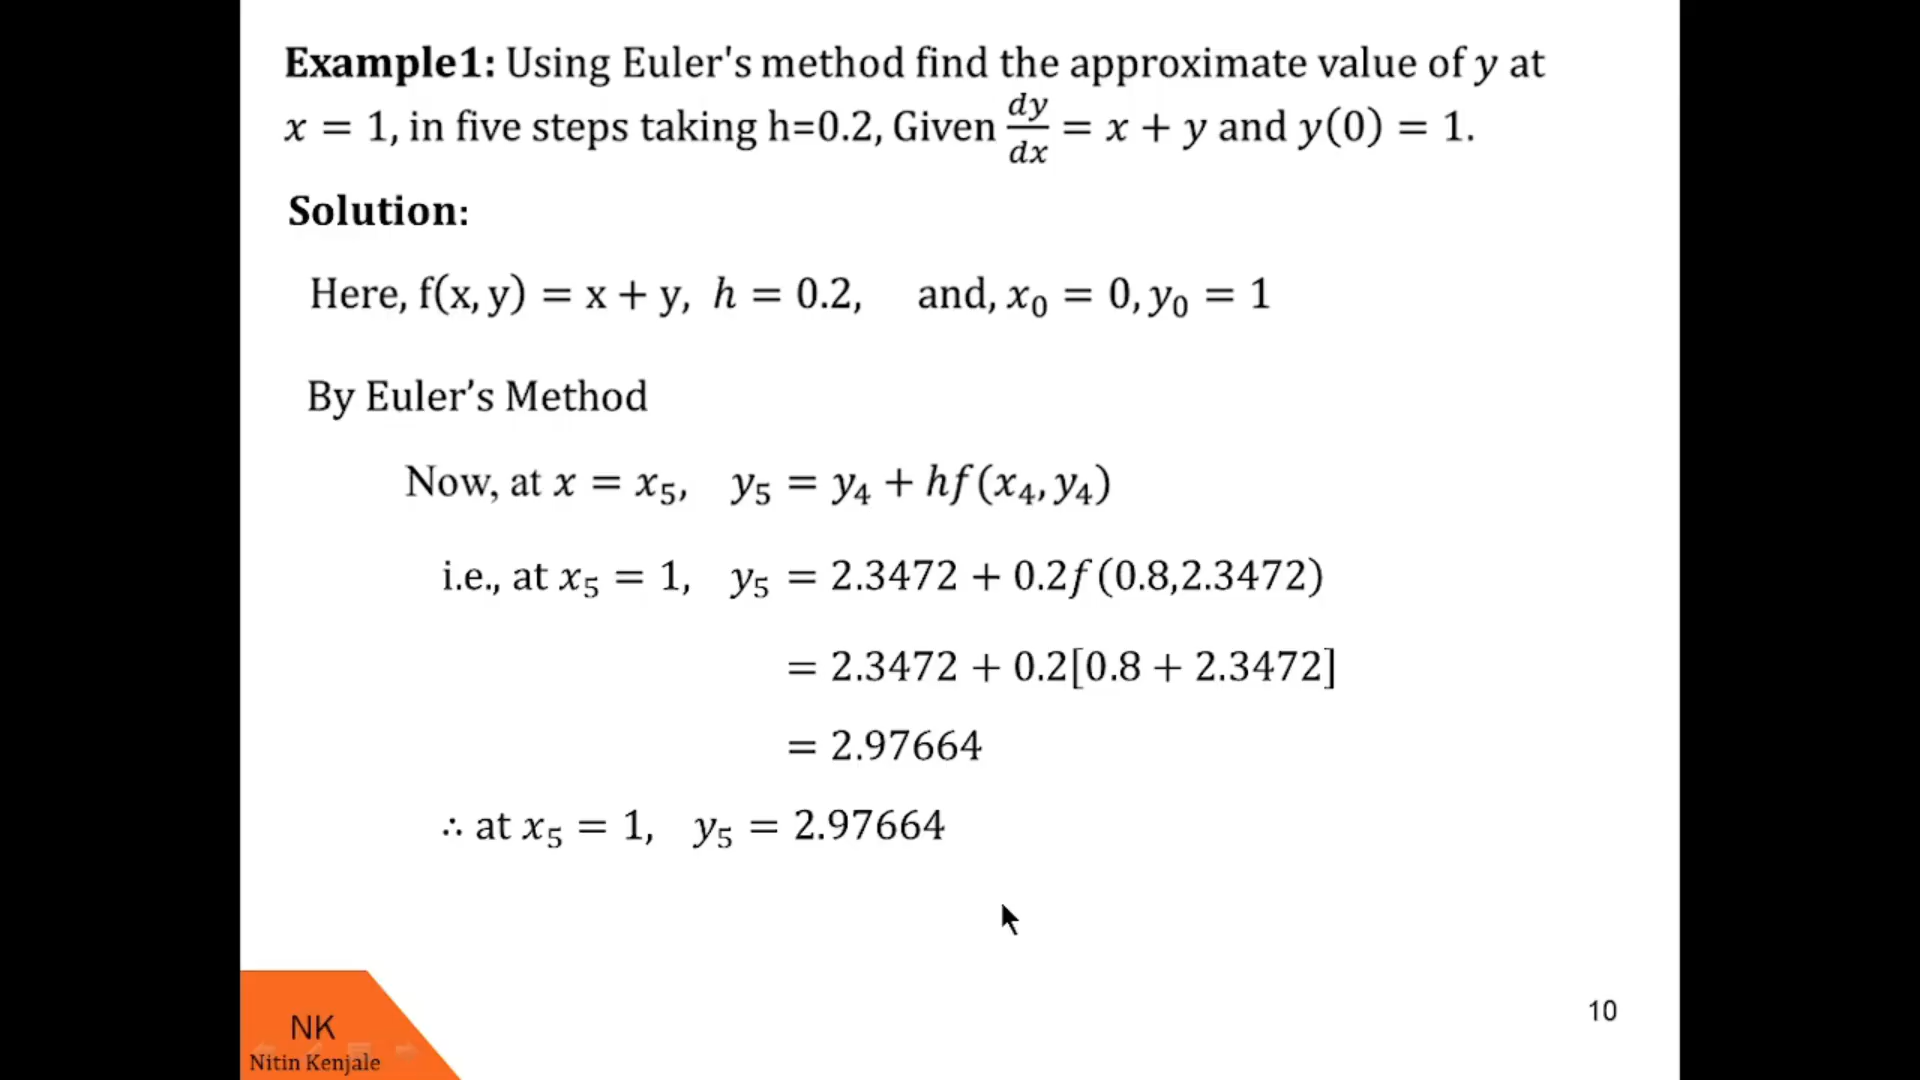 Example1: Using Euler's method find the approximate value of y at
x = 1, in five steps taking h=0.2, Given dy/dx = x + y and y(0) = 1.
Solution:
Here, f(x, y) = x + y, h = 0.2, and, x₀ = 0, y₀ = 1
By Euler’s Method
Now, at x = x₅, y₅ = y₄ + hf(x₄, y₄)
i.e., at x₅ = 1, y₅ = 2.3472 + 0.2f(0.8,2.3472)
= 2.3472 + 0.2[0.8 + 2.3472]
= 2.97664
∴ at x₅ = 1, y₅ = 2.97664
NK
Nitin Kenjale
10